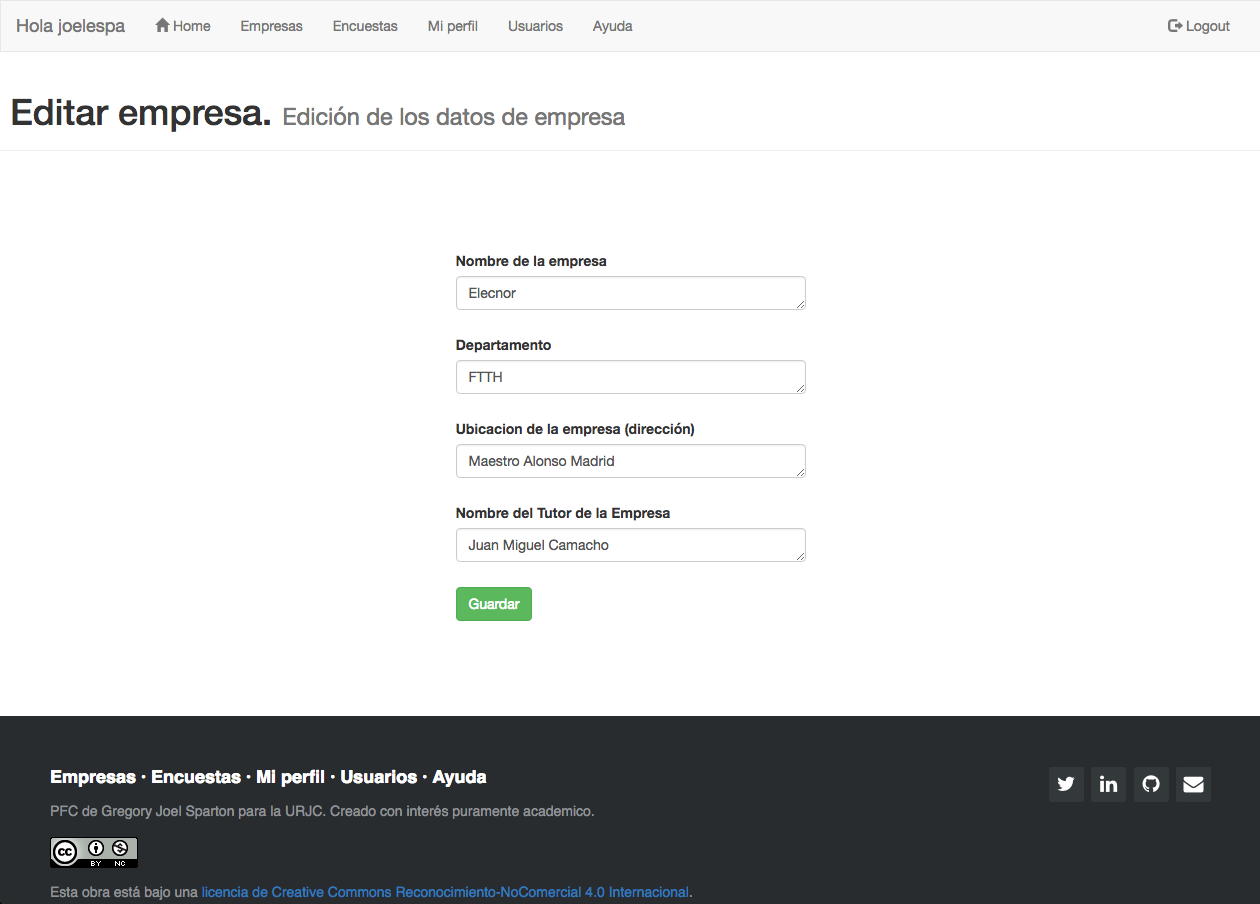 Hola joelespa Home Empresas Encuestas Mi perfil Usuarios Ayuda Logout
Editar empresa. Edición de los datos de empresa
Nombre de la empresa
Elecnor
Departamento
FTTH
Ubicacion de la empresa (dirección)
Maestro Alonso Madrid
Nombre del Tutor de la Empresa
Juan Miguel Camacho
Guardar
Empresas · Encuestas · Mi perfil · Usuarios · Ayuda
PFC de Gregory Joel Sparton para la URJC. Creado con interés puramente academico.
cc BY NC
Esta obra está bajo una licencia de Creative Commons Reconocimiento-NoComercial 4.0 Internacional.